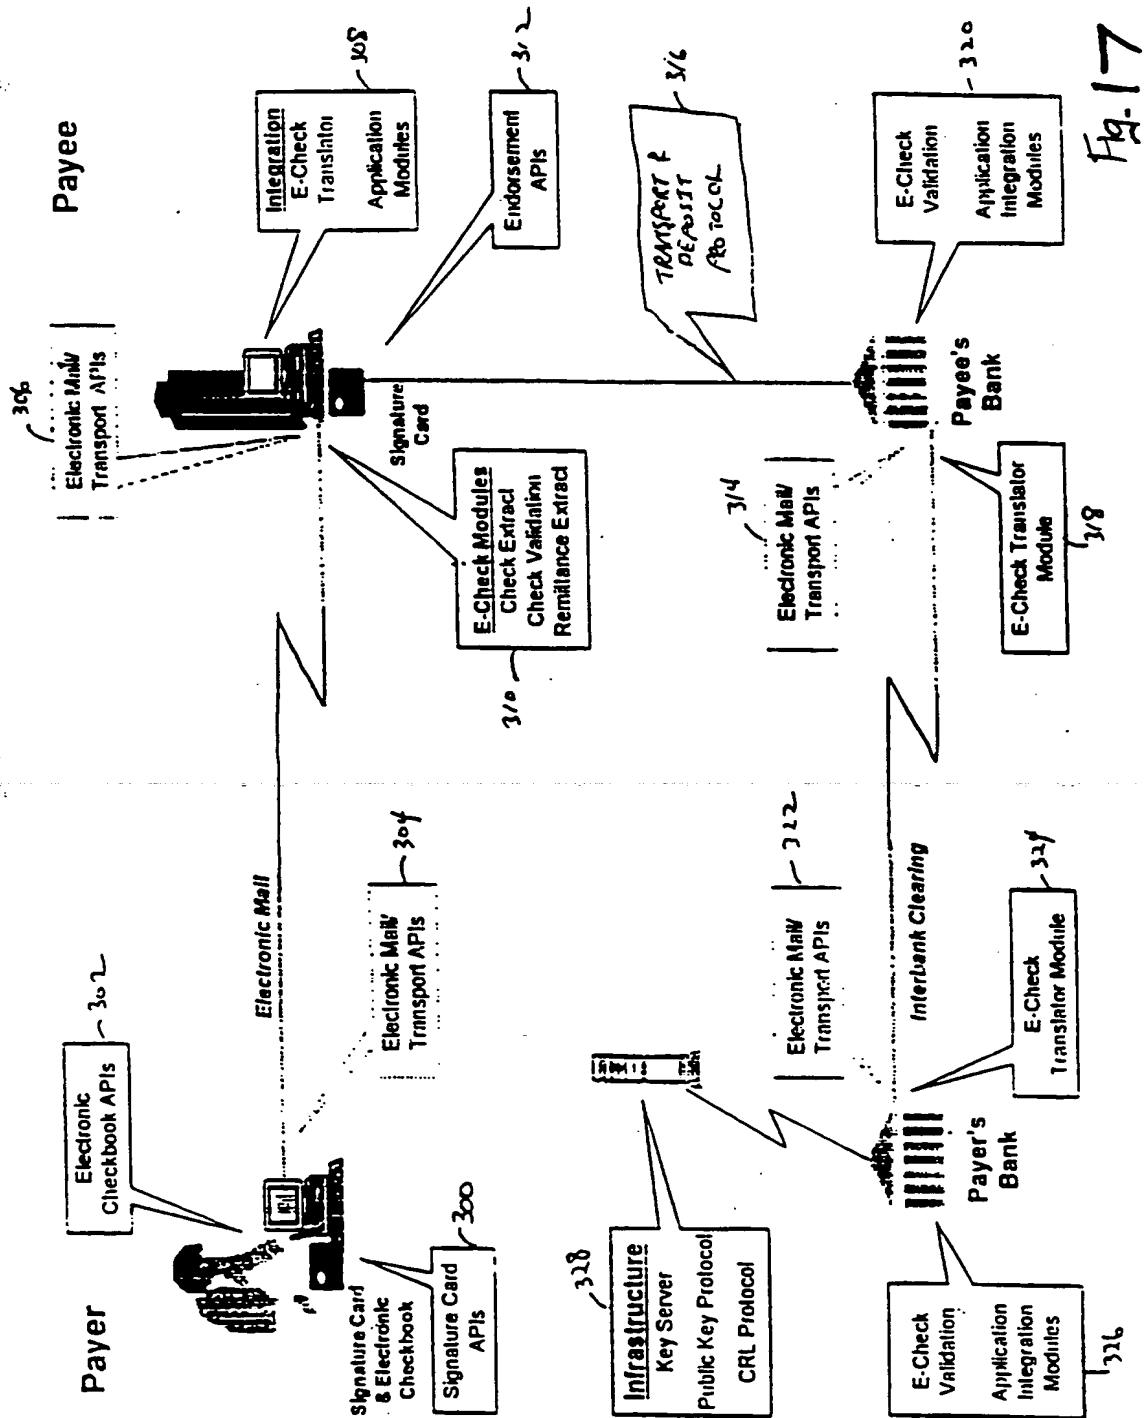 Payer
Payee
Electronic
Checkbook APIs
302
Signature Card
& Electronic
Checkbook
Signature Card
APIs
300
Electronic Mail/
Transport APIs
304
Electronic Mail
306
Electronic Mail/
Transport APIs
Integration
E-Check
Translator
Application
Modules
308
Signature
Card
E-Check Modules
Check Extract
Check Validation
Remittance Extract
310
Endorsement
APIs
312
TRANSPORT &
DEPOSIT
PROTOCOL
316
328
Infrastructure
Key Server
Public Key Protocol
CRL Protocol
Electronic Mail/
Transport APIs
322
Electronic Mail/
Transport APIs
314
Payer's
Bank
Interbank Clearing
Payee's
Bank
E-Check
Validation
Application
Integration
Modules
326
E-Check
Translator Module
324
E-Check Translator
Module
318
E-Check
Validation
Application
Integration
Modules
320
Fig. 17